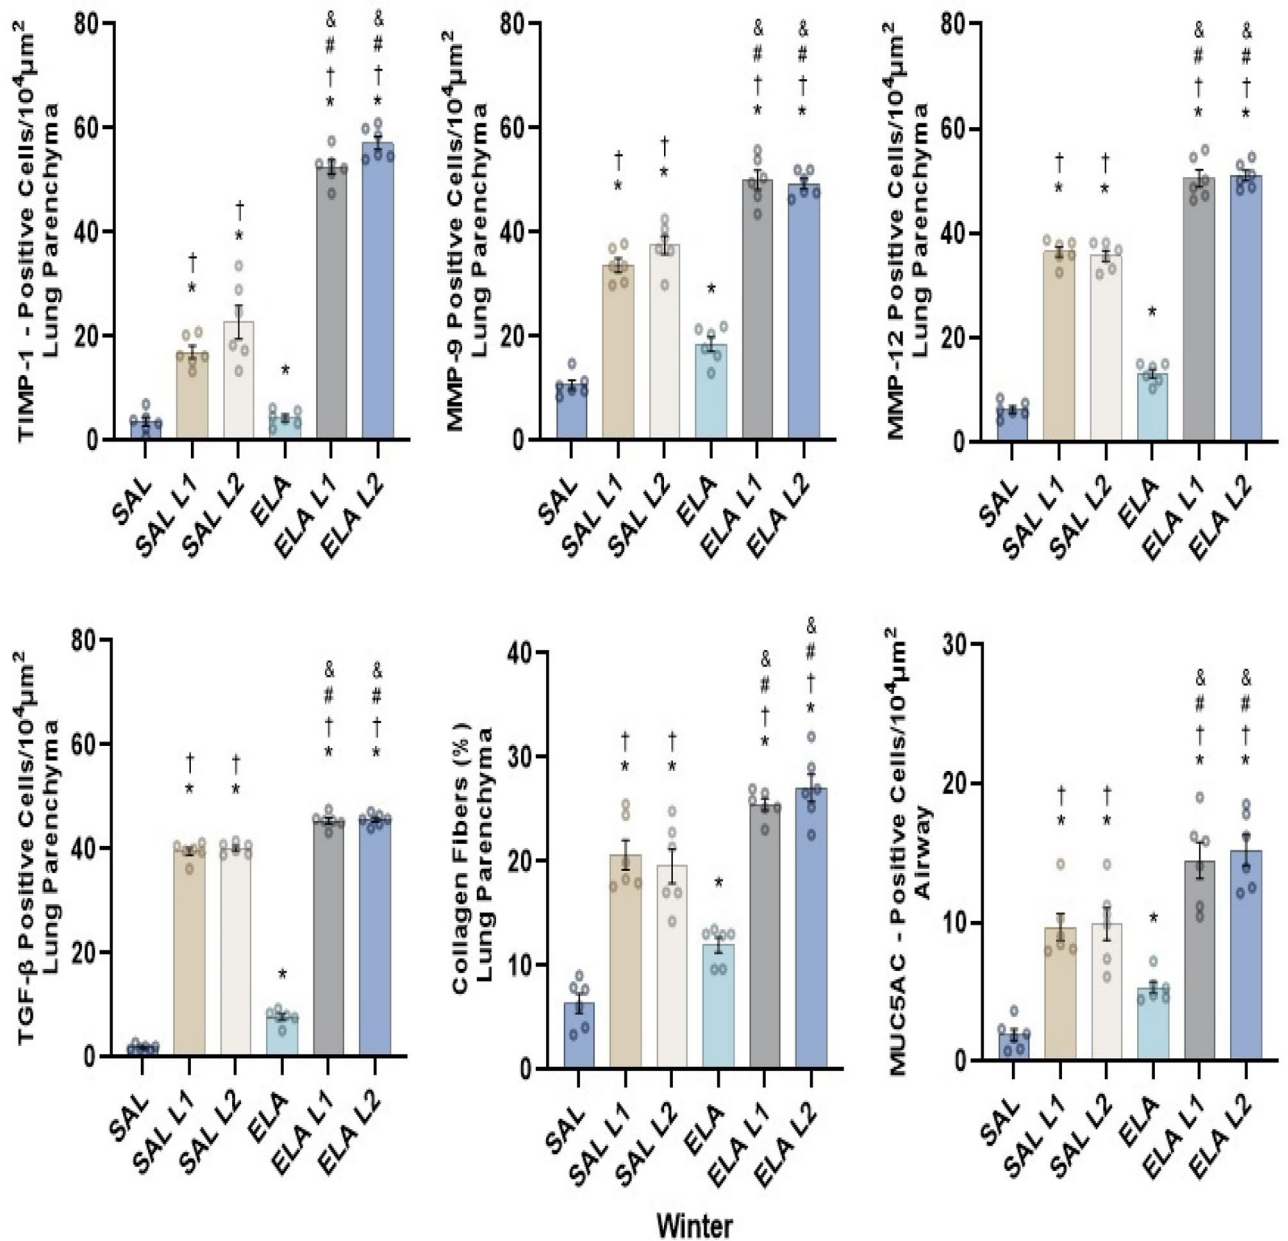 TIMP-1 - Positive Cells/10⁴µm²
Lung Parenchyma
80
60
40
20
0
†
*
†
*
*
&
#
†
*
&
#
†
*
SAL
SAL L1
SAL L2
ELA
ELA L1
ELA L2
MMP-9 Positive Cells/10⁴µm²
Lung Parenchyma
80
60
40
20
0
†
*
†
*
*
&
#
†
*
&
#
†
*
SAL
SAL L1
SAL L2
ELA
ELA L1
ELA L2
MMP-12 Positive Cells/10⁴µm²
Lung Parenchyma
80
60
40
20
0
†
*
†
*
*
&
#
†
*
&
#
†
*
SAL
SAL L1
SAL L2
ELA
ELA L1
ELA L2
TGF-β Positive Cells/10⁴µm²
Lung Parenchyma
80
60
40
20
0
†
*
†
*
*
&
#
†
*
&
#
†
*
SAL
SAL L1
SAL L2
ELA
ELA L1
ELA L2
Collagen Fibers (%)
Lung Parenchyma
40
30
20
10
0
†
*
†
*
*
&
#
†
*
&
#
†
*
SAL
SAL L1
SAL L2
ELA
ELA L1
ELA L2
MUC5AC - Positive Cells/10⁴µm²
Airway
30
20
10
0
†
*
†
*
*
&
#
†
*
&
#
†
*
SAL
SAL L1
SAL L2
ELA
ELA L1
ELA L2
Winter